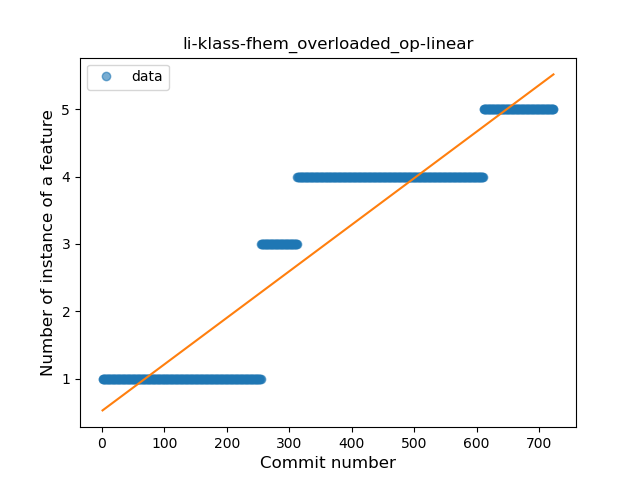 li-klass-fhem_overloaded_op-linear
data
Number of instance of a feature
5
4
3
2
1
0 100 200 300 400 500 600 700
Commit number